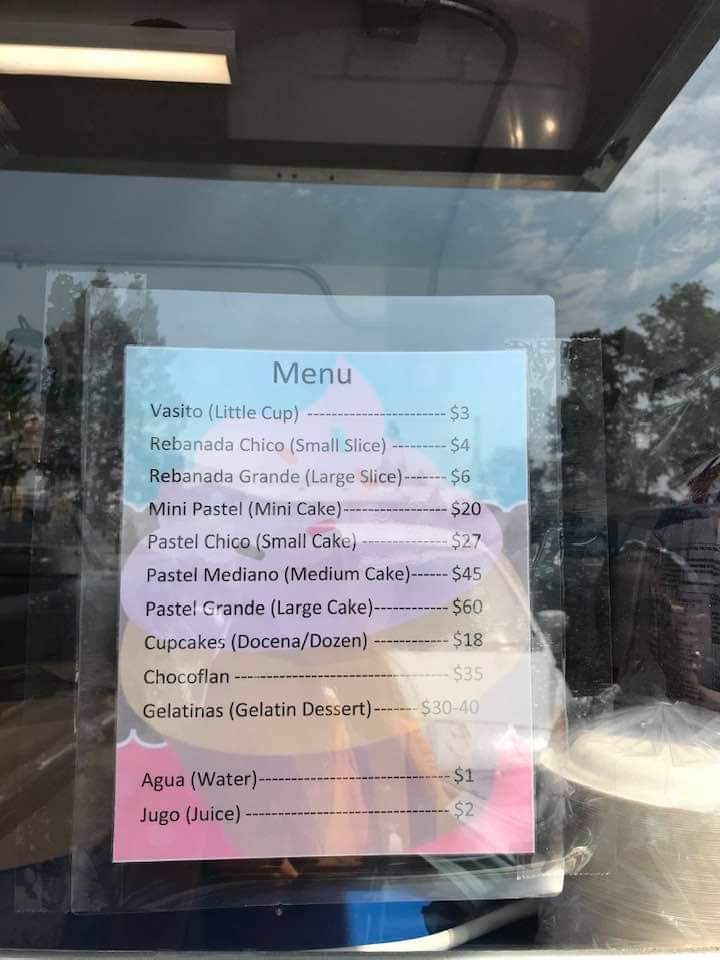 Menu
Vasito (Little Cup) ----------------------- $3
Rebanada Chico (Small Slice) --------- $4
Rebanada Grande (Large Slice)------- $6
Mini Pastel (Mini Cake)----------------- $20
Pastel Chico (Small Cake) --------------- $27
Pastel Mediano (Medium Cake)------ $45
Pastel Grande (Large Cake)------------ $60
Cupcakes (Docena/Dozen) ------------ $18
Chocoflan ----------------------------------- $35
Gelatinas (Gelatin Dessert)------- $30-40
Agua (Water)------------------------------- $1
Jugo (Juice) --------------------------------- $2